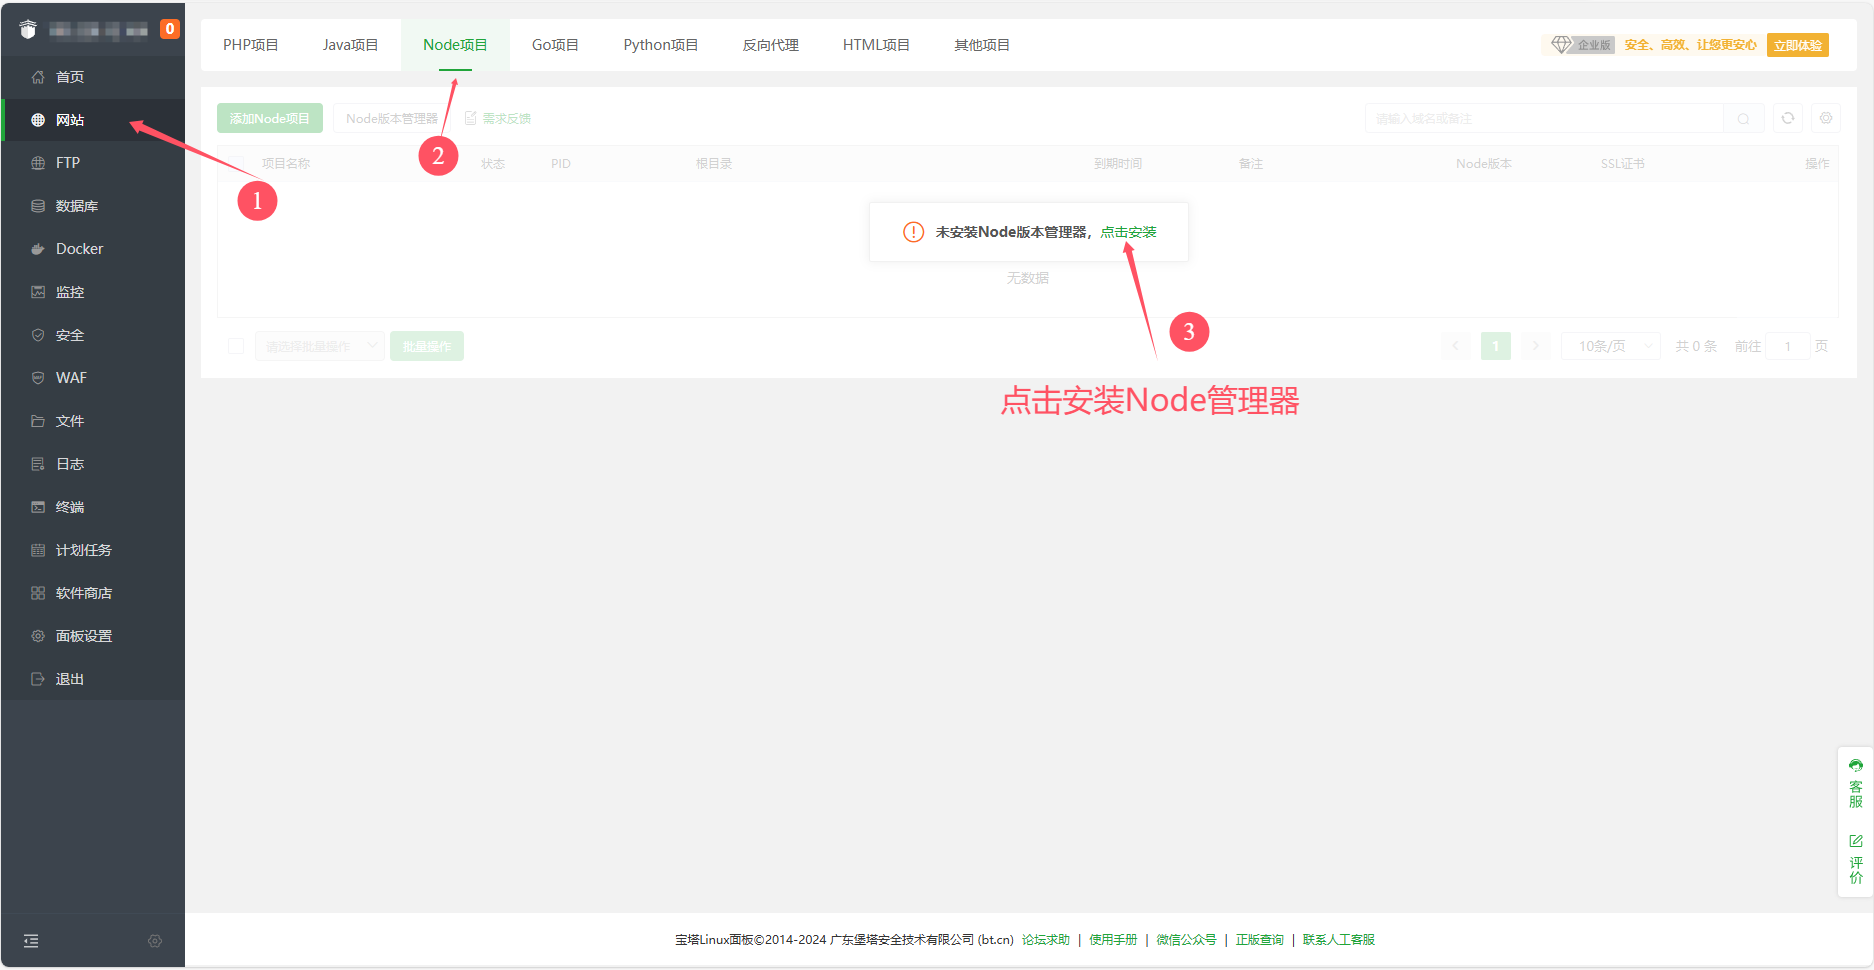 0
首页
网站
FTP
数据库
Docker
监控
安全
WAF
文件
日志
终端
计划任务
软件商店
面板设置
退出
PHP项目 Java项目 Node项目 Go项目 Python项目 反向代理 HTML项目 其他项目
企业版 安全、高效、让您更安心 立即体验
添加Node项目 Node版本管理器 需求反馈 请输入域名或备注
项目名称 状态 PID 根目录 到期时间 备注 Node版本 SSL证书 操作
1
2
未安装Node版本管理器，点击安装
无数据
3
请选择批量操作 批量操作 1 10条/页 共 0 条 前往 1 页
点击安装Node管理器
客服
评价
宝塔Linux面板©2014-2024 广东堡塔安全技术有限公司 (bt.cn) 论坛求助 | 使用手册 | 微信公众号 | 正版查询 | 联系人工客服